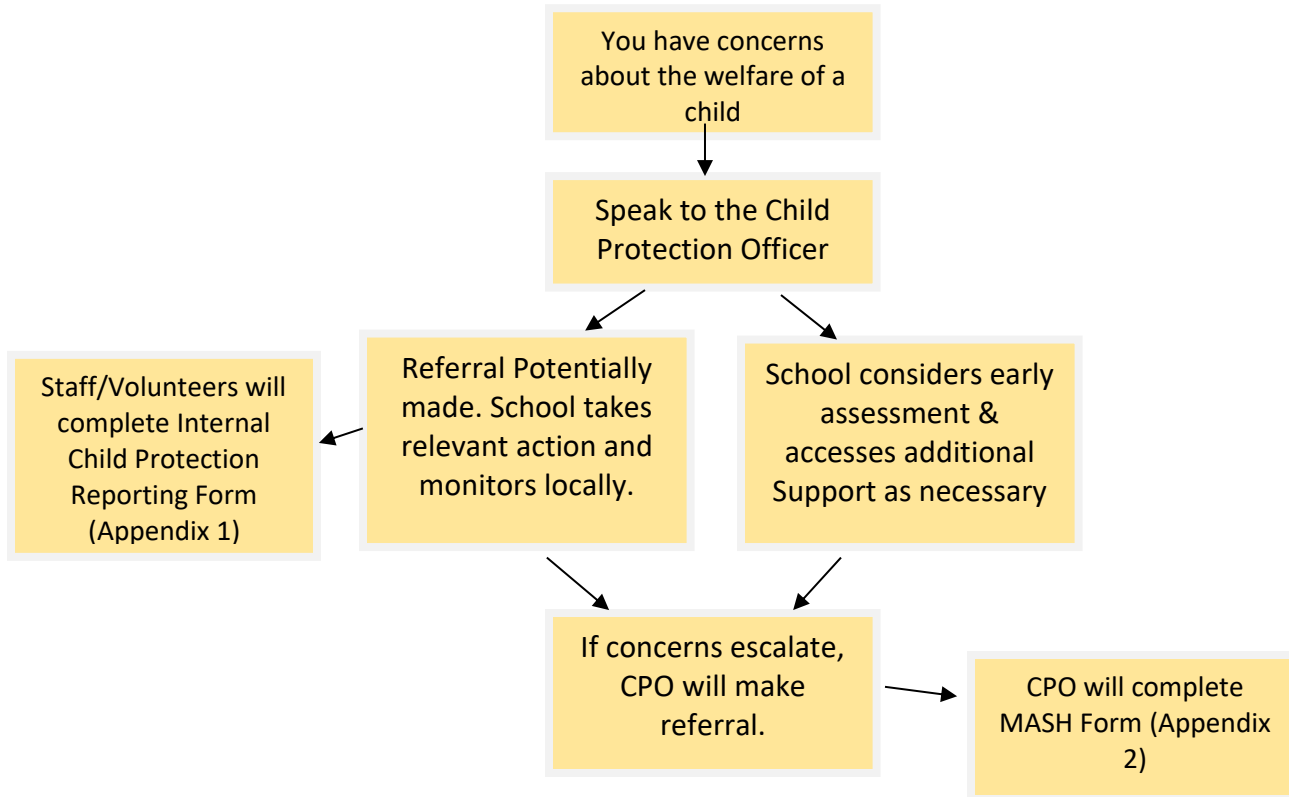 You have concerns
about the welfare of a
child
Speak to the Child
Protection Officer
Staff/Volunteers will
complete Internal
Child Protection
Reporting Form
(Appendix 1)
Referral Potentially
made. School takes
relevant action and
monitors locally.
School considers early
assessment &
accesses additional
Support as necessary
If concerns escalate,
CPO will make
referral.
CPO will complete
MASH Form (Appendix
2)